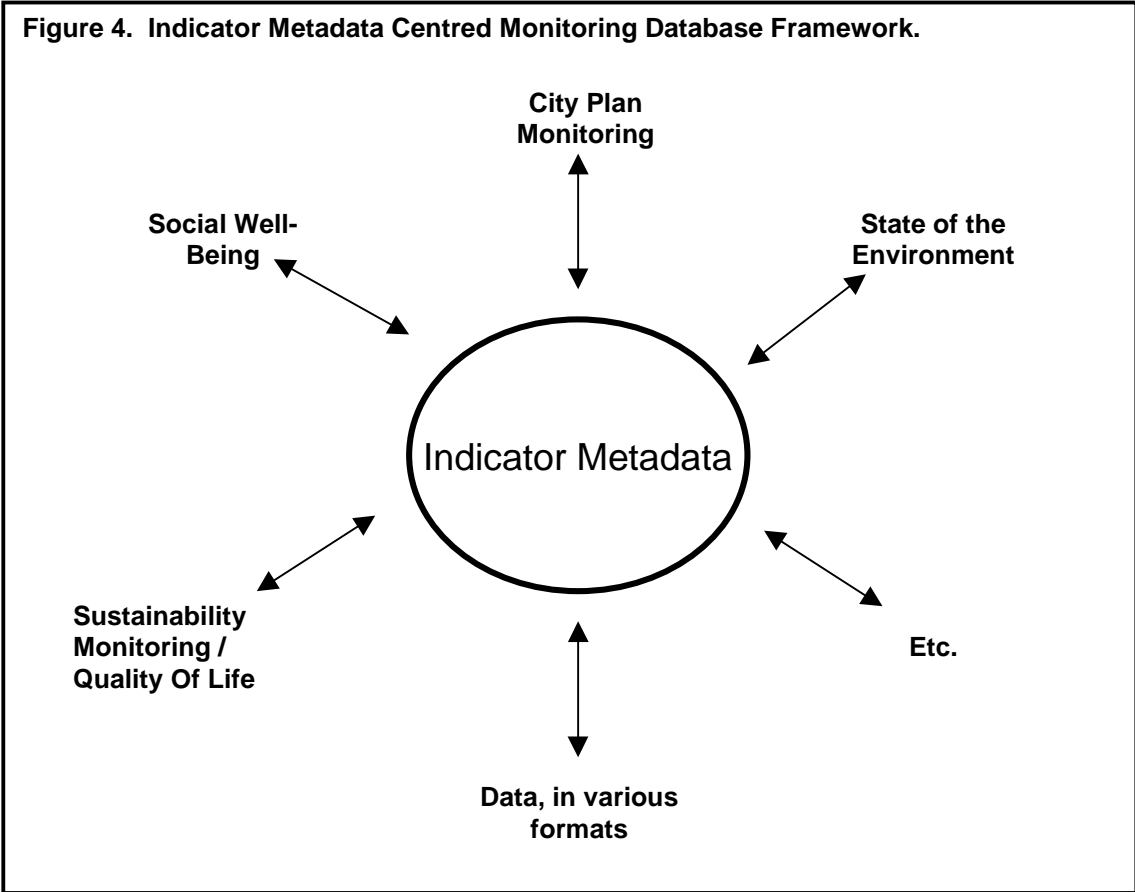 Figure 4.  Indicator Metadata Centred Monitoring Database Framework.
City Plan
Monitoring
Social Well-
Being
State of the
Environment
Indicator Metadata
Sustainability
Monitoring /
Quality Of Life
Etc.
Data, in various
formats